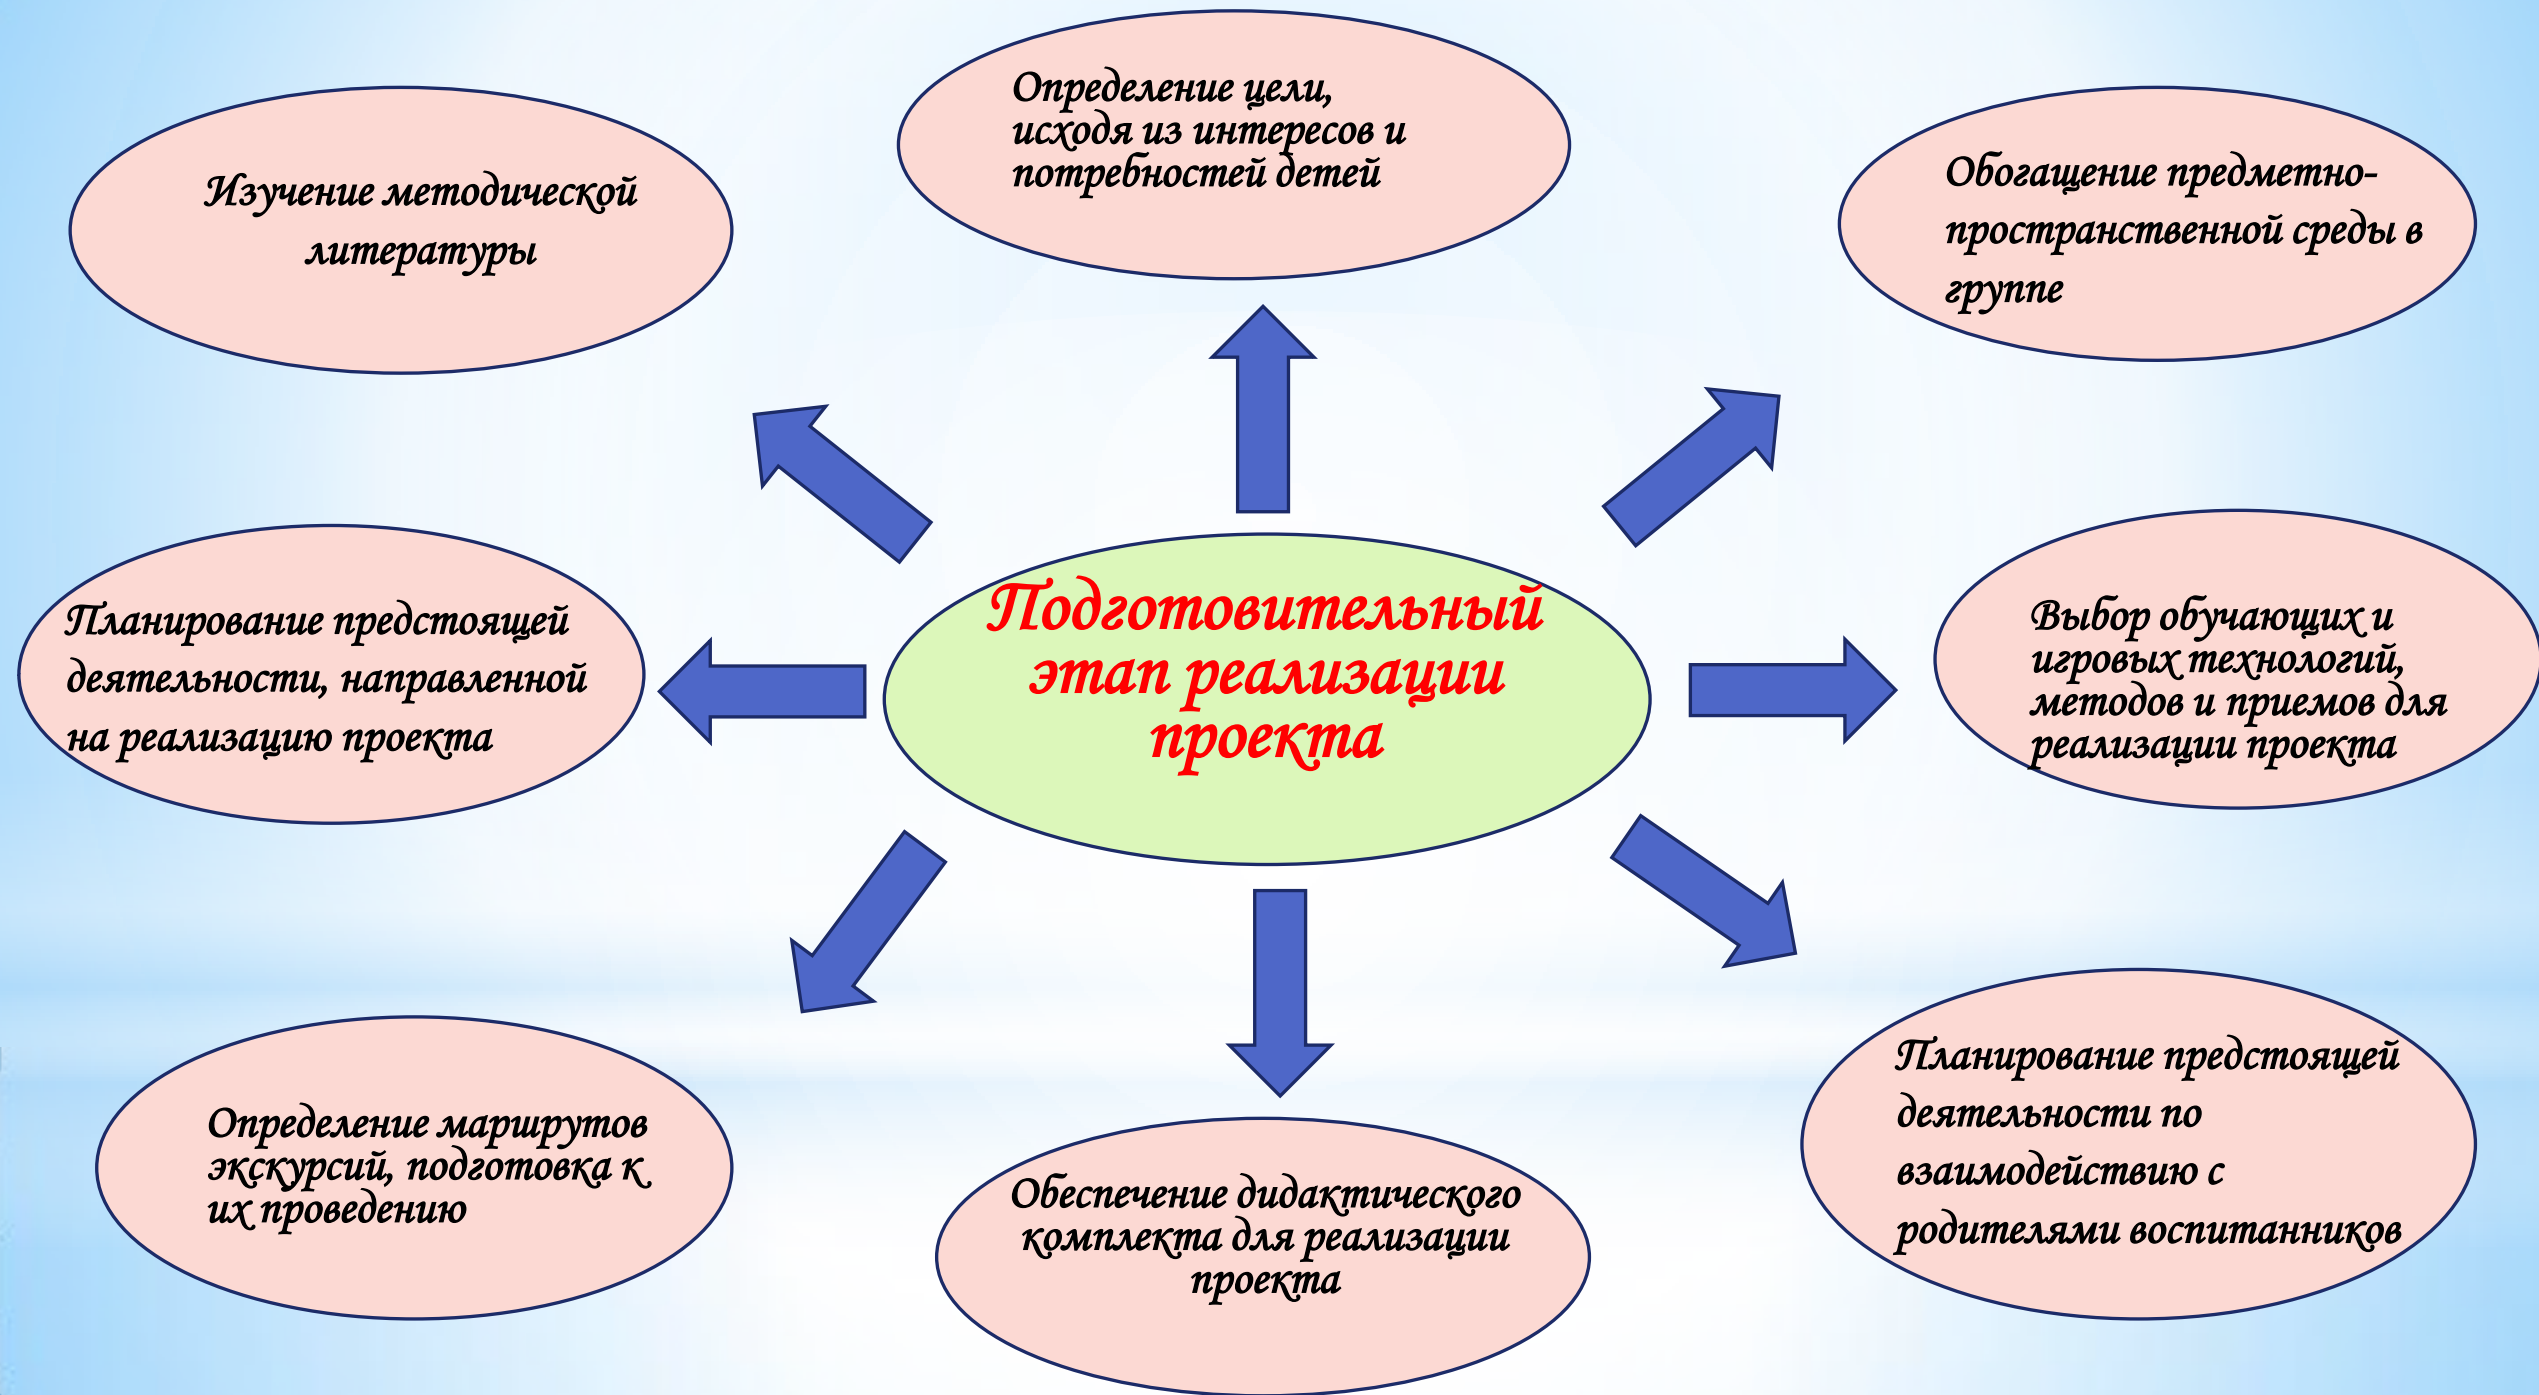 Определение цели,
исходя из интересов и
потребностей детей
Изучение методической
литературы
Обогащение предметно-
пространственной среды в
группе
Подготовительный
этап реализации
проекта
Планирование предстоящей
деятельности, направленной
на реализацию проекта
Выбор обучающих и
игровых технологий,
методов и приемов для
реализации проекта
Определение маршрутов
экскурсий, подготовка к
их проведению
Обеспечение дидактического
комплекта для реализации
проекта
Планирование предстоящей
деятельности по
взаимодействию с
родителями воспитанников